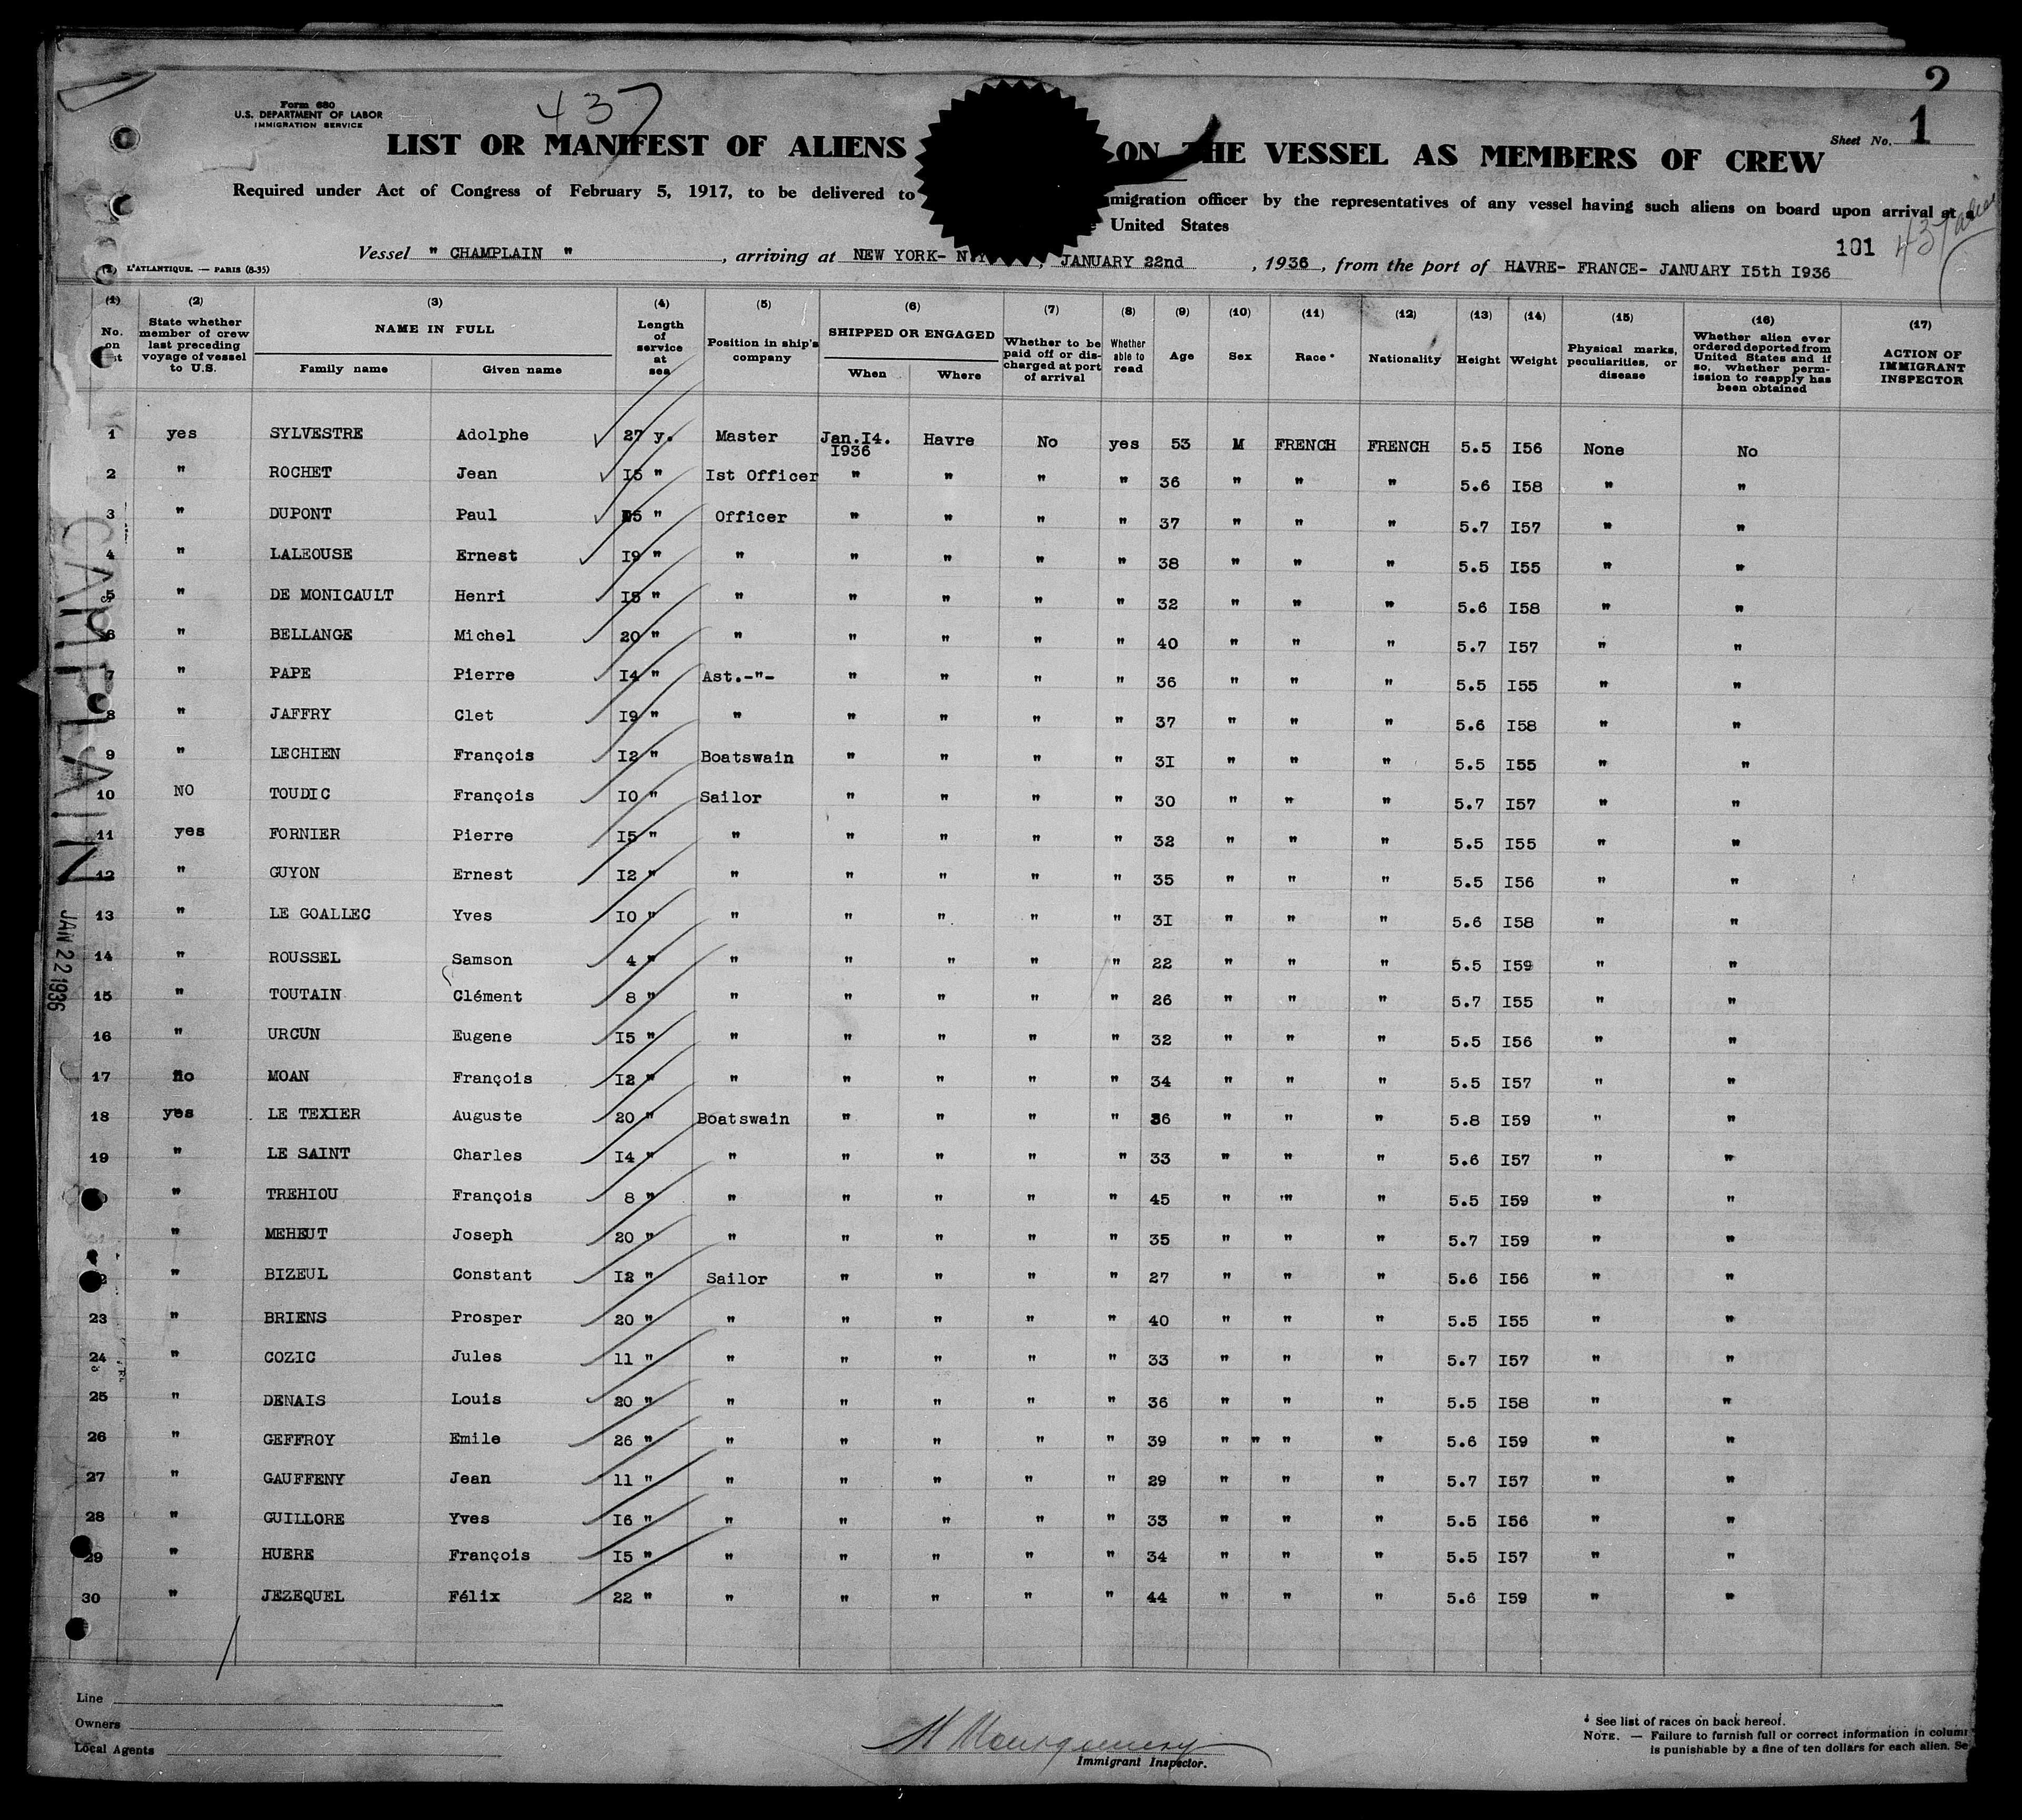 2
Form 680
U.S. DEPARTMENT OF LABOR
IMMIGRATION SERVICE
437
Sheet No. 1
LIST OR MANIFEST OF ALIENS ON THE VESSEL AS MEMBERS OF CREW
Required under Act of Congress of February 5, 1917, to be delivered to migration officer by the representatives of any vessel having such aliens on board upon arrival at a
United States
101 437
L'ATLANTIQUE. — PARIS (8-35)
Vessel " CHAMPLAIN " , arriving at NEW YORK- N.Y , JANUARY 22nd , 1936 , from the port of HAVRE- FRANCE- JANUARY I5th I936
(1) No. on (2) State whether member of crew last preceding voyage of vessel to U.S. (3) NAME IN FULL Family name Given name (4) Length of service at sea (5) Position in ship's company (6) SHIPPED OR ENGAGED When Where (7) Whether to be paid off or discharged at port of arrival (8) Whether able to read (9) Age (10) Sex (11) Race * (12) Nationality (13) Height (14) Weight (15) Physical marks, peculiarities, or disease (16) Whether alien ever ordered deported from United States and if so, whether permission to reapply has been obtained (17) ACTION OF IMMIGRANT INSPECTOR
1 yes SYLVESTRE Adolphe 27 y. Master Jan.I4. I936 Havre No yes 53 M FRENCH FRENCH 5.5 I56 None No
2 " ROCHET Jean I5 " Ist Officer " " " " 36 " " " 5.6 I58 " "
3 " DUPONT Paul 5 " Officer " " " " 37 " " " 5.7 I57 " "
4 " LALEOUSE Ernest I9 " " " " " " 38 " " " 5.5 I55 " "
5 " DE MONICAULT Henri I5 " " " " " " 32 " " " 5.6 I58 " "
6 " BELLANGE Michel 20 " " " " " " 40 " " " 5.7 I57 " "
7 " PAPE Pierre I4 " Ast.-"- " " " " 36 " " " 5.5 I55 " "
8 " JAFFRY Clet I9 " " " " " " 37 " " " 5.6 I58 " "
9 " LECHIEN François I2 " Boatswain " " " " 3I " " " 5.5 I55 " "
10 NO TOUDIC François I0 " Sailor " " " " 30 " " " 5.7 I57 " "
11 yes FORNIER Pierre I5 " " " " " " 32 " " " 5.5 I55 " "
12 " GUYON Ernest I2 " " " " " " 35 " " " 5.5 I56 " "
13 " LE GOALLEC Yves I0 " " " " " " 3I " " " 5.6 I58 " "
14 " ROUSSEL Samson 4 " " " " " " 22 " " " 5.5 I59 " "
15 " TOUTAIN Clément 8 " " " " " " 26 " " " 5.7 I55 " "
16 " URCUN Eugene I5 " " " " " " 32 " " " 5.5 I56 " "
17 no MOAN François I2 " " " " " " 34 " " " 5.5 I57 " "
18 yes LE TEXIER Auguste 20 " Boatswain " " " " 36 " " " 5.8 I59 " "
19 " LE SAINT Charles I4 " " " " " " 33 " " " 5.6 I57 " "
" TREHIOU François 8 " " " " " " 45 " " " 5.5 I59 " "
" MEHEUT Joseph 20 " " " " " " 35 " " " 5.7 I59 " "
2 " BIZEUL Constant I2 " Sailor " " " " 27 " " " 5.6 I56 " "
23 " BRIENS Prosper 20 " " " " " " 40 " " " 5.5 I55 " "
24 " COZIC Jules 11 " " " " " " 33 " " " 5.7 I57 " "
25 " DENAIS Louis 20 " " " " " " 36 " " " 5.5 I58 " "
26 " GEFFROY Emile 26 " " " " " " 39 " " " " 5.6 I59 " "
27 " GAUFFENY Jean 11 " " " " " " 29 " " " 5.7 I57 " "
28 " GUILLORE Yves I6 " " " " " " 33 " " " 5.5 I56 " "
29 " HUERE François I5 " " " " " " 34 " " " 5.5 I57 " "
30 " JEZEQUEL Félix 22 " " " " " " 44 " " " 5.6 I59 " "
CAMPLAIN
JAN 22 1936
Line
Owners
Local Agents
H Montgomery
Immigrant Inspector.
* See list of races on back hereof.
NOTE. — Failure to furnish full or correct information in colum
is punishable by a fine of ten dollars for each alien. Se